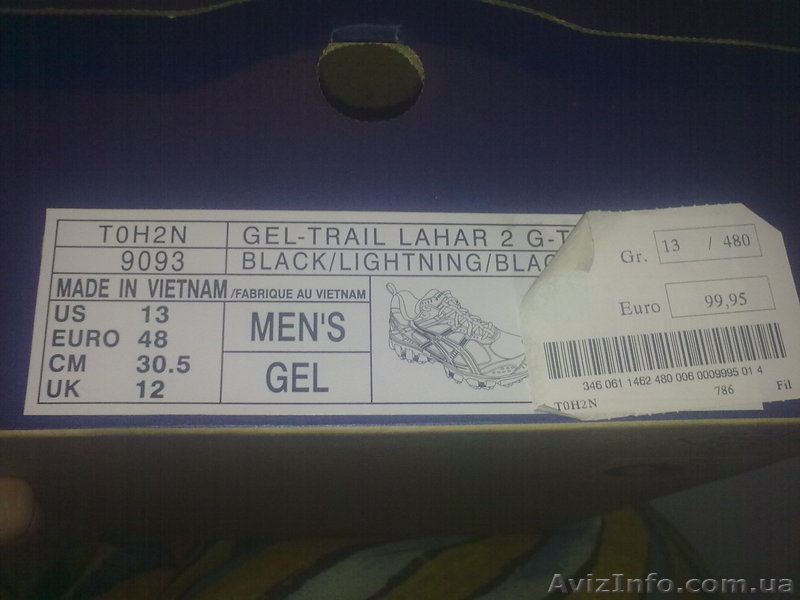 T0H2N GEL-TRAIL LAHAR 2 G-T
9093 BLACK/LIGHTNING/BLAC
MADE IN VIETNAM /FABRIQUE AU VIETNAM
US 13
EURO 48
CM 30.5
UK 12
MEN'S
GEL
Gr. 13 / 480
Euro 99,95
346 061 1462 480 006 0009995 01 4
T0H2N 786 Fil
AvizInfo.com.ua